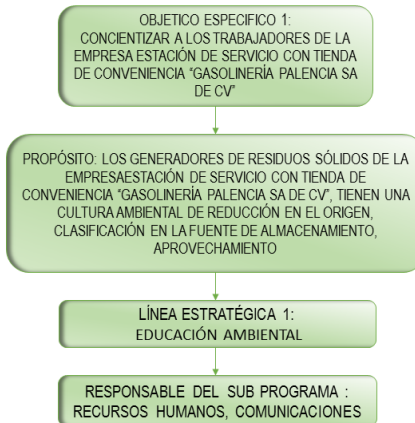 OBJETICO ESPECIFICO 1:
CONCIENTIZAR A LOS TRABAJADORES DE LA
EMPRESA ESTACIÓN DE SERVICIO CON TIENDA
DE CONVENIENCIA “GASOLINERÍA PALENCIA SA
DE CV”
PROPÓSITO: LOS GENERADORES DE RESIDUOS SÓLIDOS DE LA
EMPRESAESTACIÓN DE SERVICIO CON TIENDA DE
CONVENIENCIA “GASOLINERÍA PALENCIA SA DE CV”, TIENEN UNA
CULTURA AMBIENTAL DE REDUCCIÓN EN EL ORIGEN,
CLASIFICACIÓN EN LA FUENTE DE ALMACENAMIENTO,
APROVECHAMIENTO
LÍNEA ESTRATÉGICA 1:
EDUCACIÓN AMBIENTAL
RESPONSABLE DEL SUB PROGRAMA :
RECURSOS HUMANOS, COMUNICACIONES